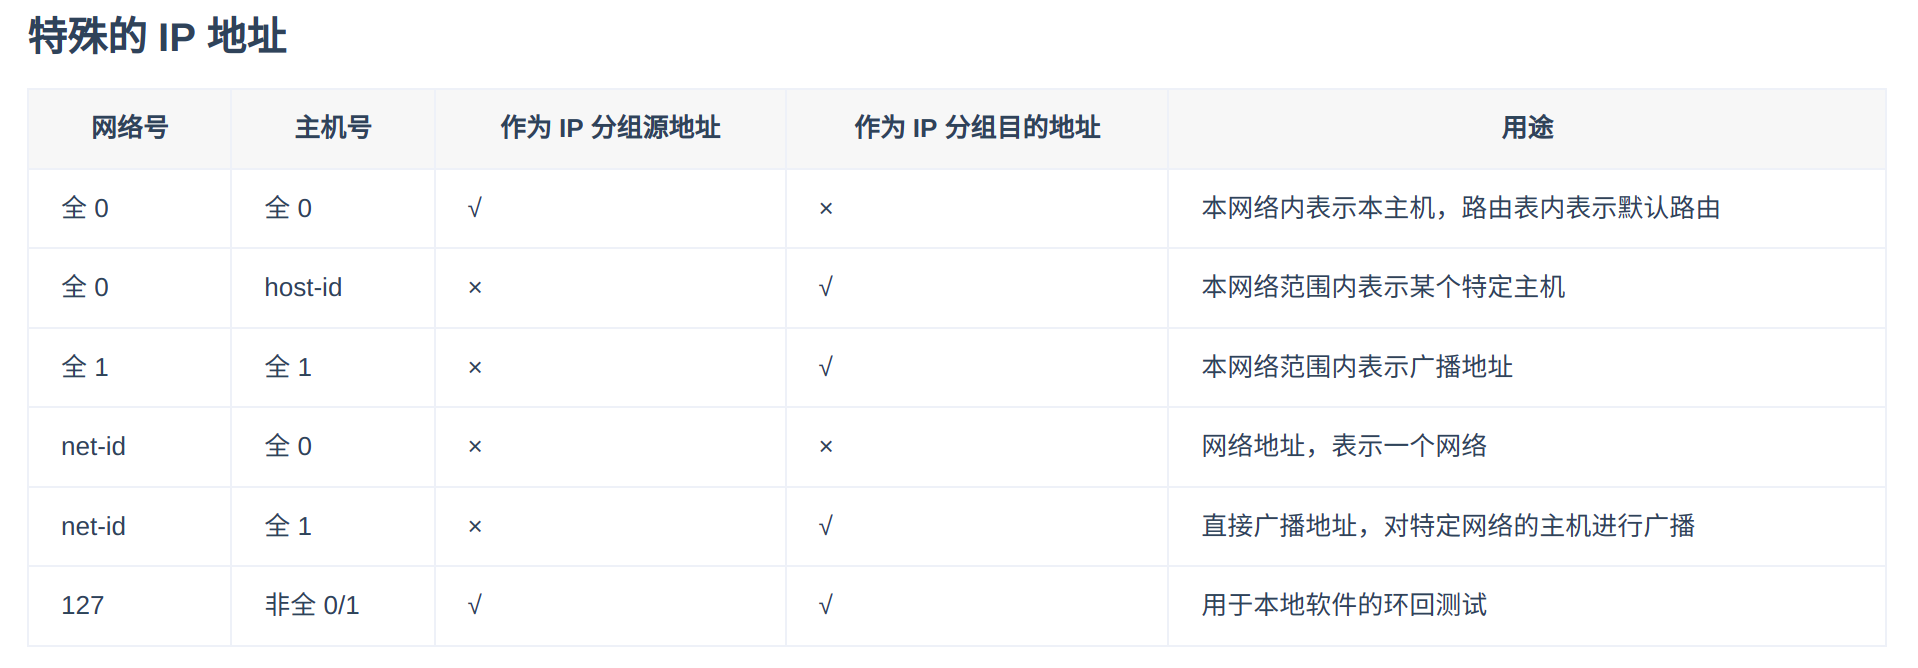 特殊的 IP 地址
网络号 主机号 作为 IP 分组源地址 作为 IP 分组目的地址 用途
全 0 全 0 √ × 本网络内表示本主机，路由表内表示默认路由
全 0 host-id × √ 本网络范围内表示某个特定主机
全 1 全 1 × √ 本网络范围内表示广播地址
net-id 全 0 × × 网络地址，表示一个网络
net-id 全 1 × √ 直接广播地址，对特定网络的主机进行广播
127 非全 0/1 √ √ 用于本地软件的环回测试